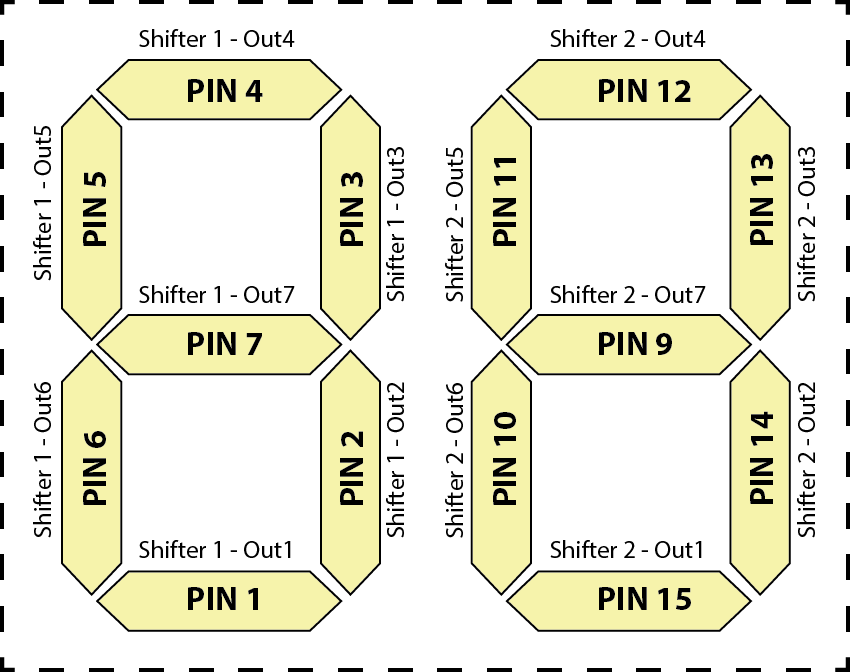 Shifter 1 - Out4
PIN 4
Shifter 1 - Out5
PIN 5
PIN 3
Shifter 1 - Out3
Shifter 1 - Out7
PIN 7
Shifter 1 - Out6
PIN 6
PIN 2
Shifter 1 - Out2
Shifter 1 - Out1
PIN 1
Shifter 2 - Out4
PIN 12
Shifter 2 - Out5
PIN 11
PIN 13
Shifter 2 - Out3
Shifter 2 - Out7
PIN 9
Shifter 2 - Out6
PIN 10
PIN 14
Shifter 2 - Out2
Shifter 2 - Out1
PIN 15